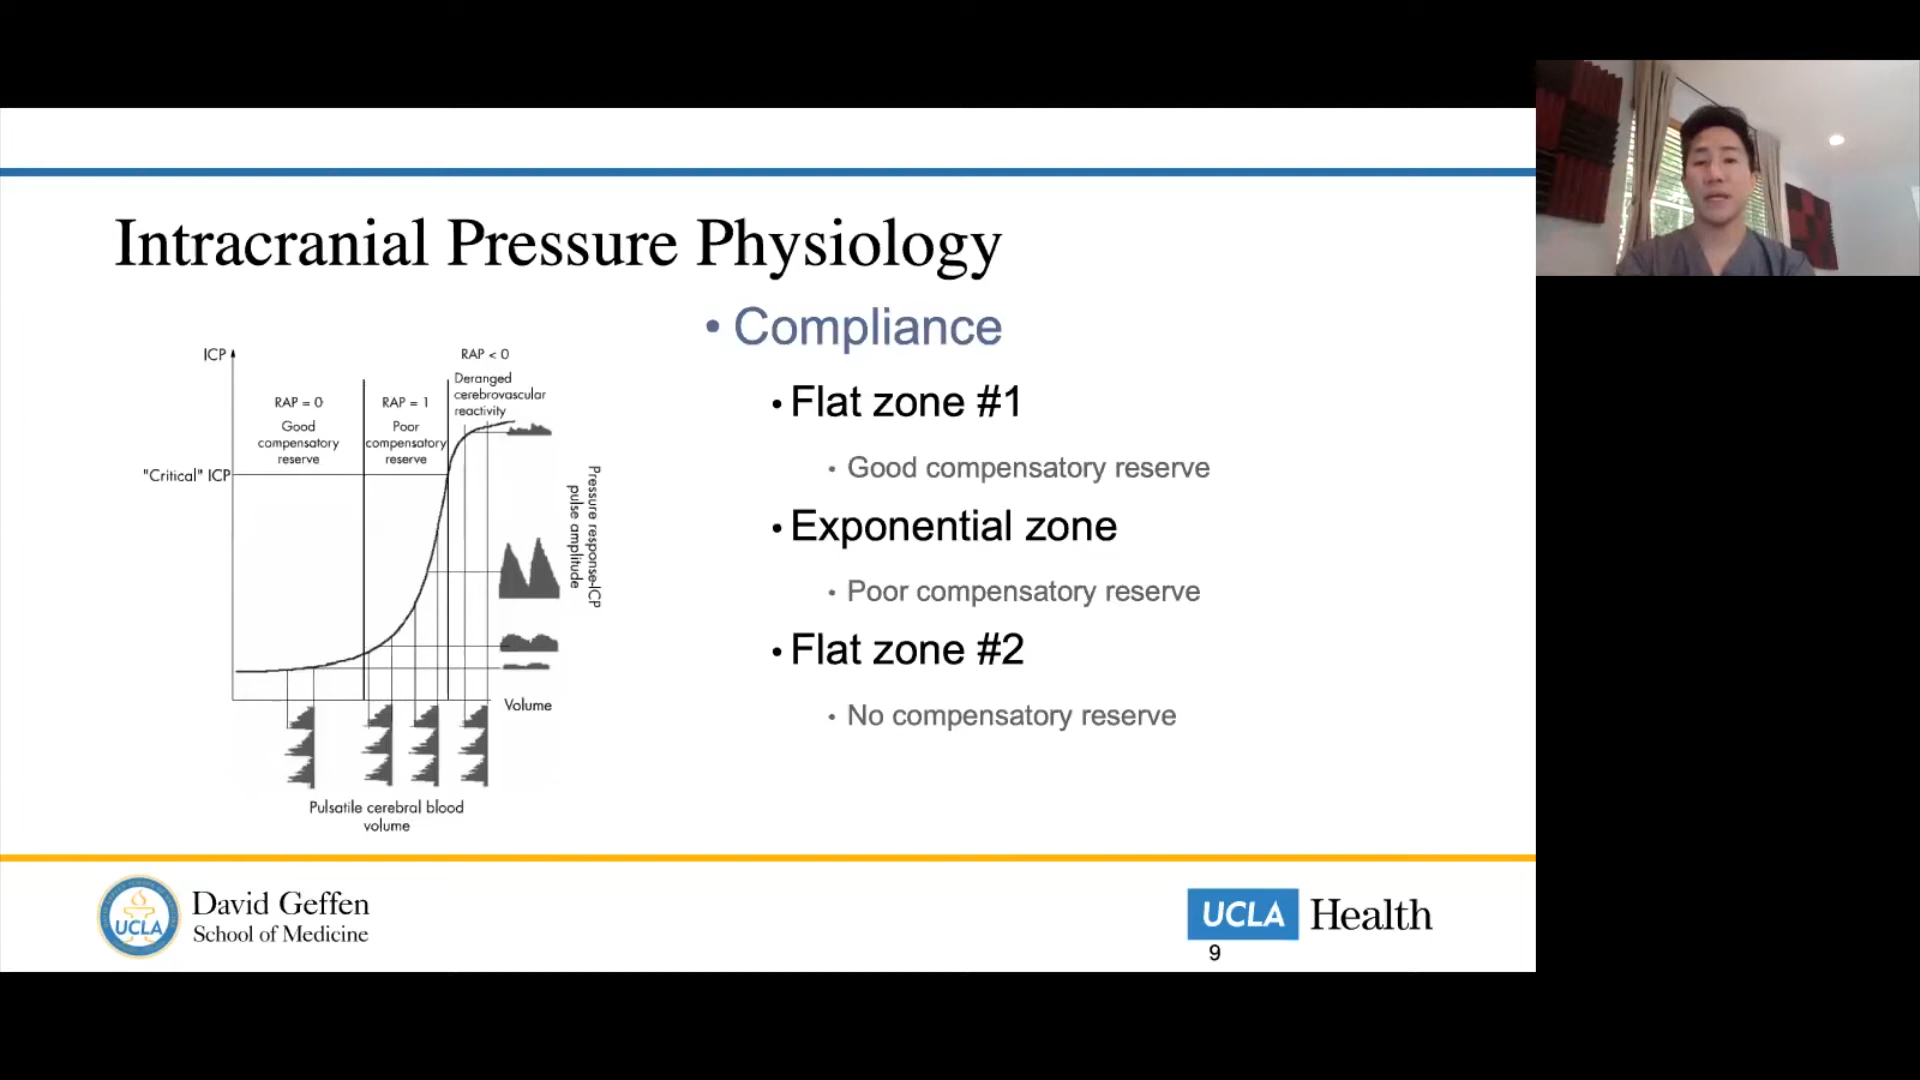 Intracranial Pressure Physiology
ICP
RAP < 0
Deranged
cerebrovascular
reactivity
RAP = 0
Good
compensatory
reserve
RAP = 1
Poor
compensatory
reserve
"Critical" ICP
Pressure response-ICP
pulse amplitude
Volume
Pulsatile cerebral blood
volume
• Compliance
• Flat zone #1
• Good compensatory reserve
• Exponential zone
• Poor compensatory reserve
• Flat zone #2
• No compensatory reserve
UCLA
David Geffen
School of Medicine
UCLA Health
9